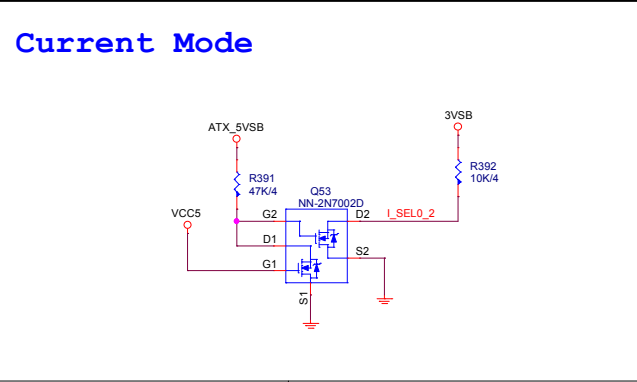 Current Mode
3VSB
ATX_5VSB
R391
47K/4
R392
10K/4
Q53
NN-2N7002D
VCC5
G2
D2
I_SEL0_2
D1
S2
G1
S1